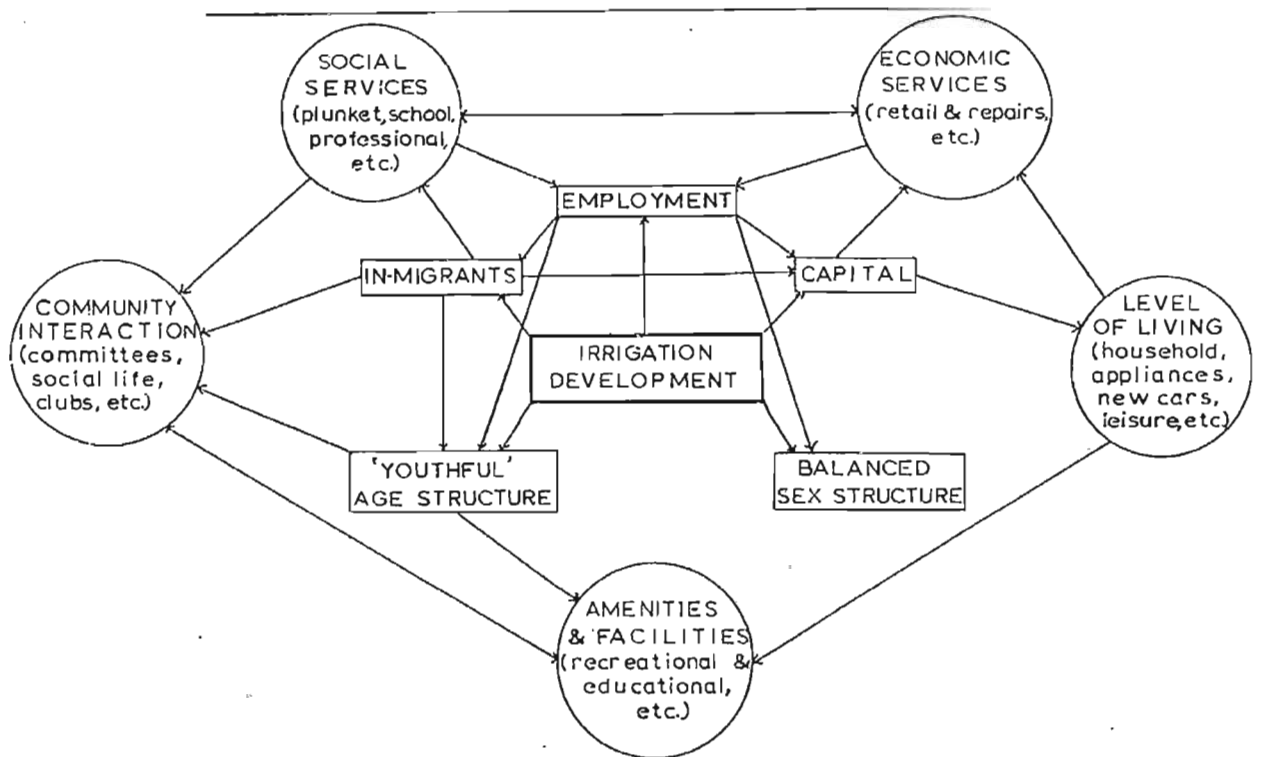 SOCIAL
SERVICES
(plunket,school,
professional,
etc.)
ECONOMIC
SERVICES
(retail & repairs,
etc.)
EMPLOYMENT
IN-MIGRANTS
CAPITAL
COMMUNITY
INTERACTION
(committees,
social life,
clubs, etc.)
IRRIGATION
DEVELOPMENT
LEVEL
OF LIVING
(household,
appliances,
new cars,
leisure,etc)
'YOUTHFUL'
AGE STRUCTURE
BALANCED
SEX STRUCTURE
AMENITIES
& FACILITIES
(recreational &
educational,
etc.)